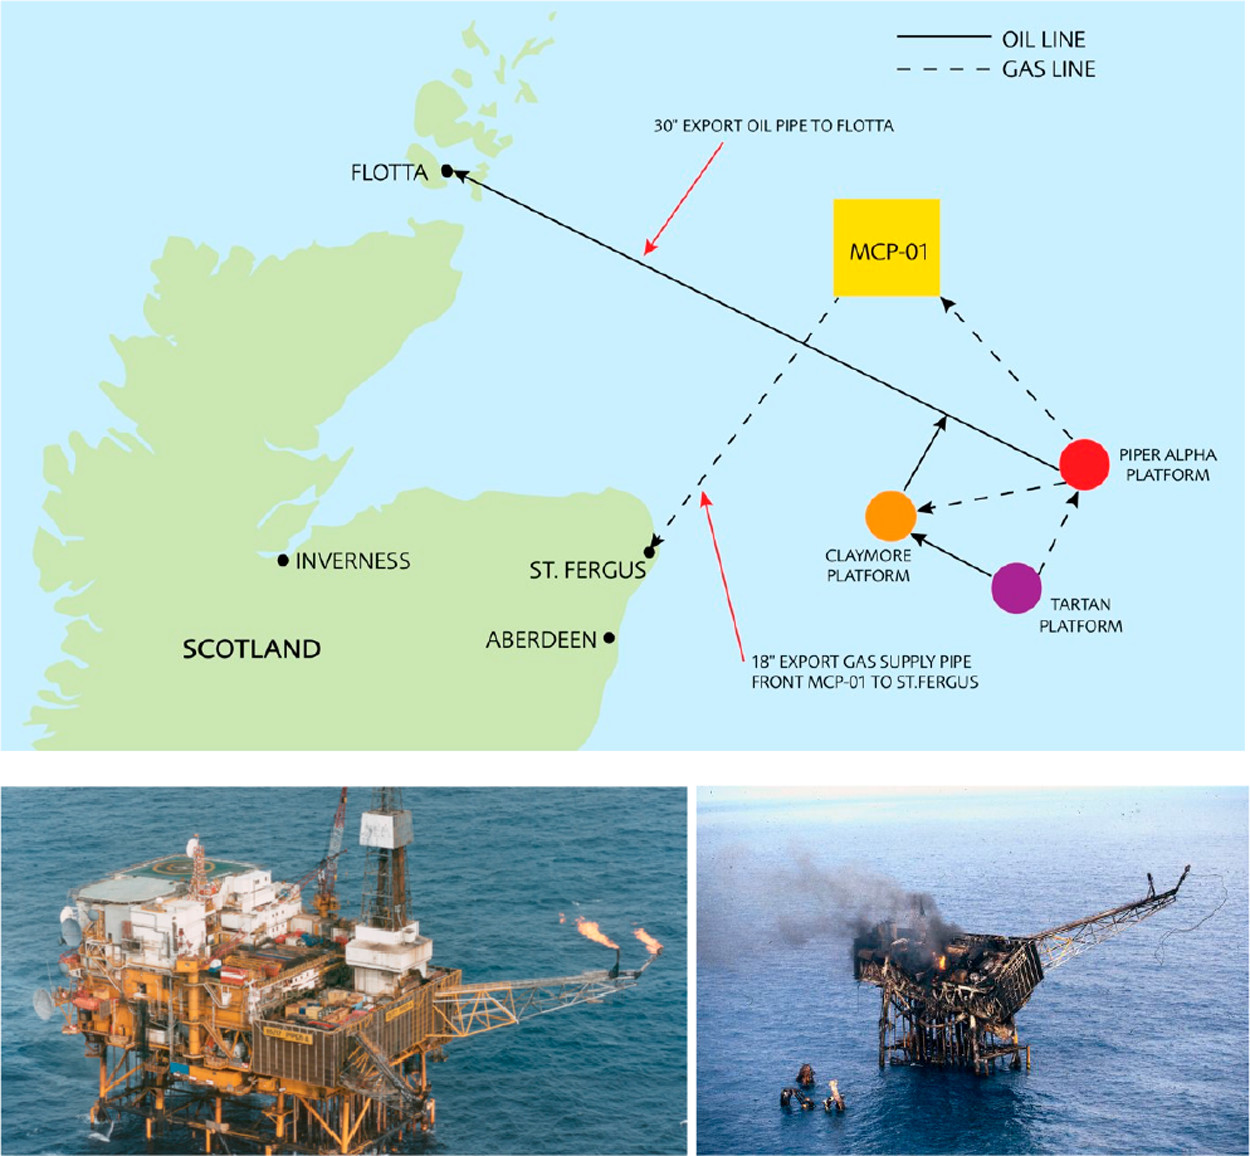 OIL LINE
GAS LINE
30" EXPORT OIL PIPE TO FLOTTA
FLOTTA
MCP-01
PIPER ALPHA
PLATFORM
CLAYMORE
PLATFORM
TARTAN
PLATFORM
INVERNESS
ST. FERGUS
ABERDEEN
SCOTLAND
18" EXPORT GAS SUPPLY PIPE
FRONT MCP-01 TO ST.FERGUS